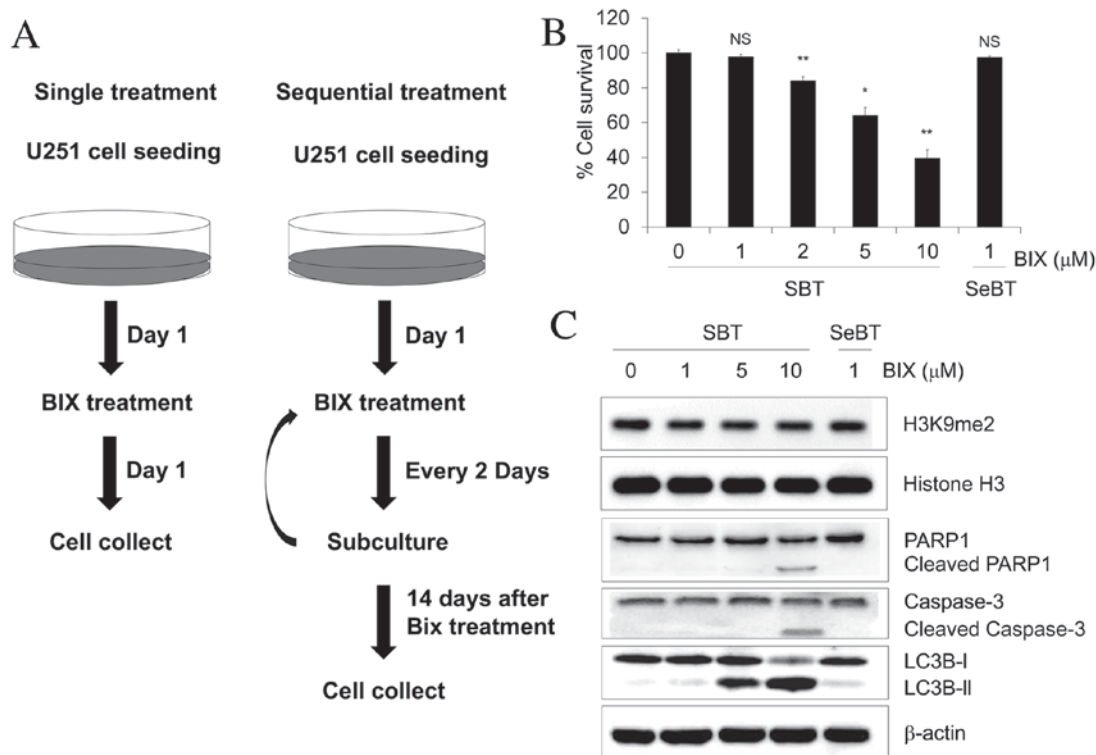 A
Single treatment
U251 cell seeding
Day 1
BIX treatment
Day 1
Cell collect
Sequential treatment
U251 cell seeding
Day 1
BIX treatment
Every 2 Days
Subculture
14 days after
Bix treatment
Cell collect
B
% Cell survival
120
100
80
60
40
20
0
NS
**
*
**
NS
0 1 2 5 10 1 BIX (μM)
SBT SeBT
C
SBT SeBT
0 1 5 10 1 BIX (μM)
H3K9me2
Histone H3
PARP1
Cleaved PARP1
Caspase-3
Cleaved Caspase-3
LC3B-I
LC3B-II
β-actin